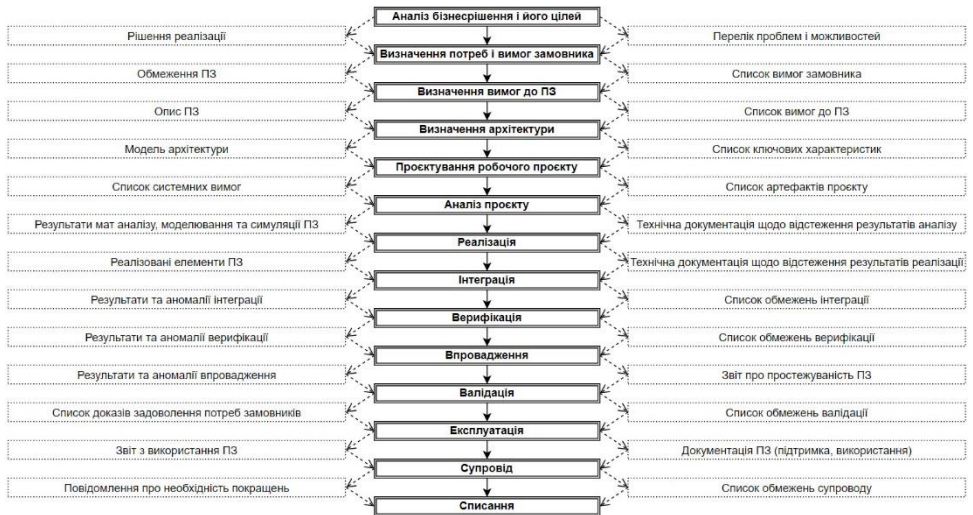 Аналіз бізнесрішення і його цілей
Рішення реалізації
Перелік проблем і можливостей
Визначення потреб і вимог замовника
Обмеження ПЗ
Список вимог замовника
Визначення вимог до ПЗ
Опис ПЗ
Список вимог до ПЗ
Визначення архітектури
Модель архітектури
Список ключових характеристик
Проєктування робочого проєкту
Список системних вимог
Список артефактів проєкту
Аналіз проєкту
Результати мат аналізу, моделювання та симуляції ПЗ
Технічна документація щодо відстеження результатів аналізу
Реалізація
Реалізовані елементи ПЗ
Технічна документація щодо відстеження результатів реалізації
Інтеграція
Результати та аномалії інтеграції
Список обмежень інтеграції
Верифікація
Результати та аномалії верифікації
Список обмежень верифікації
Впровадження
Результати та аномалії впровадження
Звіт про простежуваність ПЗ
Валідація
Список доказів задоволення потреб замовників
Список обмежень валідації
Експлуатація
Звіт з використання ПЗ
Документація ПЗ (підтримка, використання)
Супровід
Повідомлення про необхідність покращень
Список обмежень супроводу
Списання